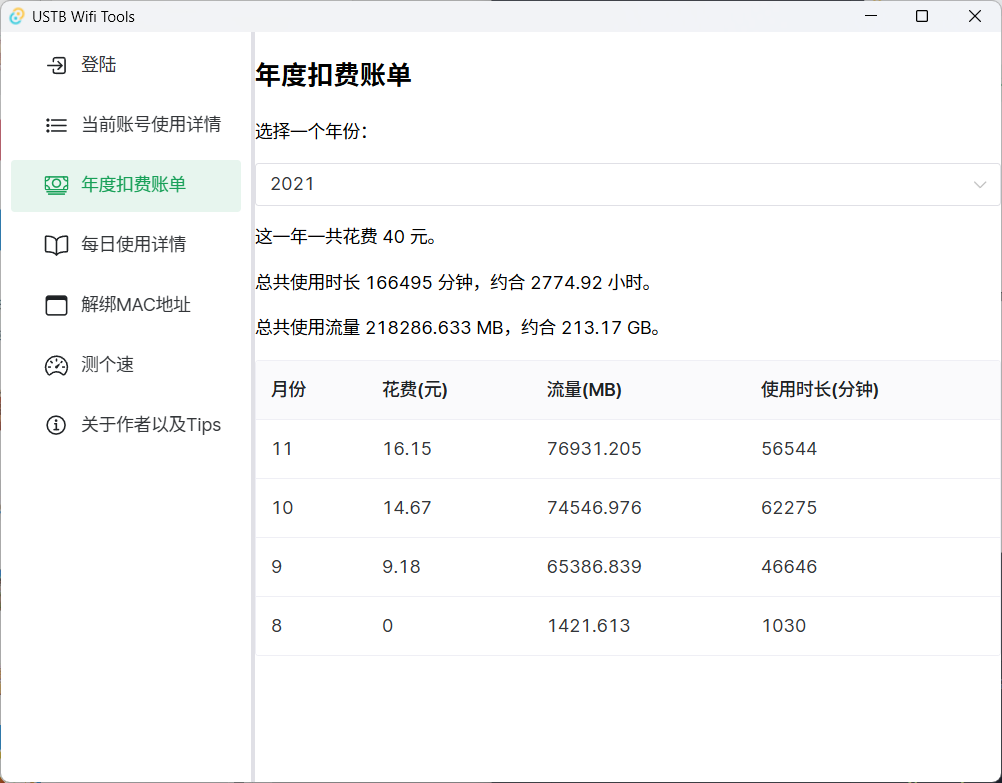 USTB Wifi Tools
登陆
当前账号使用详情
年度扣费账单
每日使用详情
解绑MAC地址
测个速
关于作者以及Tips
年度扣费账单
选择一个年份：
2021
这一年一共花费 40 元。
总共使用时长 166495 分钟，约合 2774.92 小时。
总共使用流量 218286.633 MB，约合 213.17 GB。
月份 花费(元) 流量(MB) 使用时长(分钟)
11 16.15 76931.205 56544
10 14.67 74546.976 62275
9 9.18 65386.839 46646
8 0 1421.613 1030